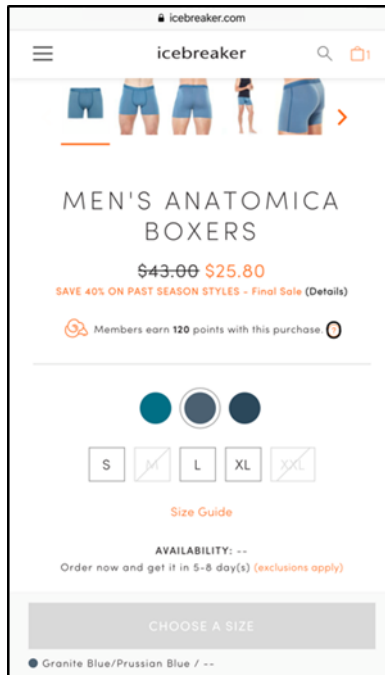 icebreaker.com
icebreaker
1
MEN'S ANATOMICA
BOXERS
$43.00 $25.80
SAVE 40% ON PAST SEASON STYLES – Final Sale (Details)
Members earn 120 points with this purchase. ?
S M L XL XXL
Size Guide
AVAILABILITY: --
Order now and get it in 5-8 day(s) (exclusions apply)
CHOOSE A SIZE
Granite Blue/Prussian Blue / --